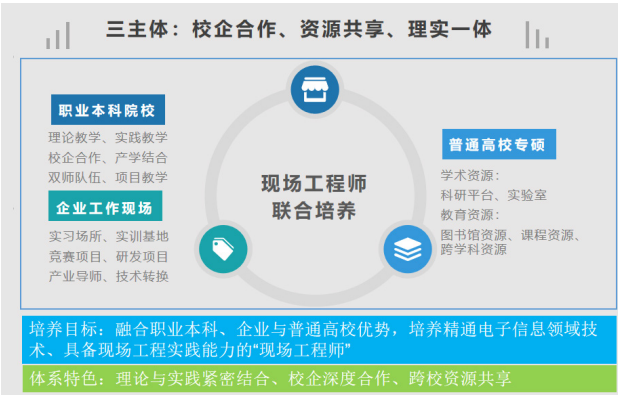 三主体：校企合作、资源共享、理实一体
职业本科院校
理论教学、实践教学
校企合作、产学结合
双师队伍、项目教学
企业工作现场
实习场所、实训基地
竞赛项目、研发项目
产业导师、技术转换
现场工程师
联合培养
普通高校专硕
学术资源：
科研平台、实验室
教育资源：
图书馆资源、课程资源、
跨学科资源
培养目标：融合职业本科、企业与普通高校优势，培养精通电子信息领域技
术、具备现场工程实践能力的“现场工程师”
体系特色：理论与实践紧密结合、校企深度合作、跨校资源共享